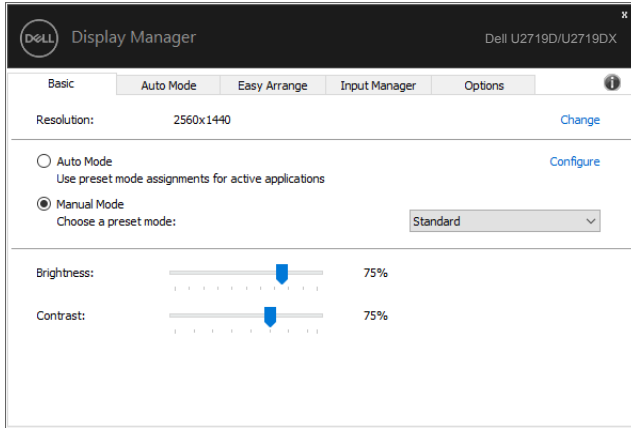 x
DELL Display Manager
Dell U2719D/U2719DX
Basic Auto Mode Easy Arrange Input Manager Options i
Resolution: 2560x1440 Change
Auto Mode Configure
Use preset mode assignments for active applications
Manual Mode
Choose a preset mode: Standard
Brightness: 75%
Contrast: 75%